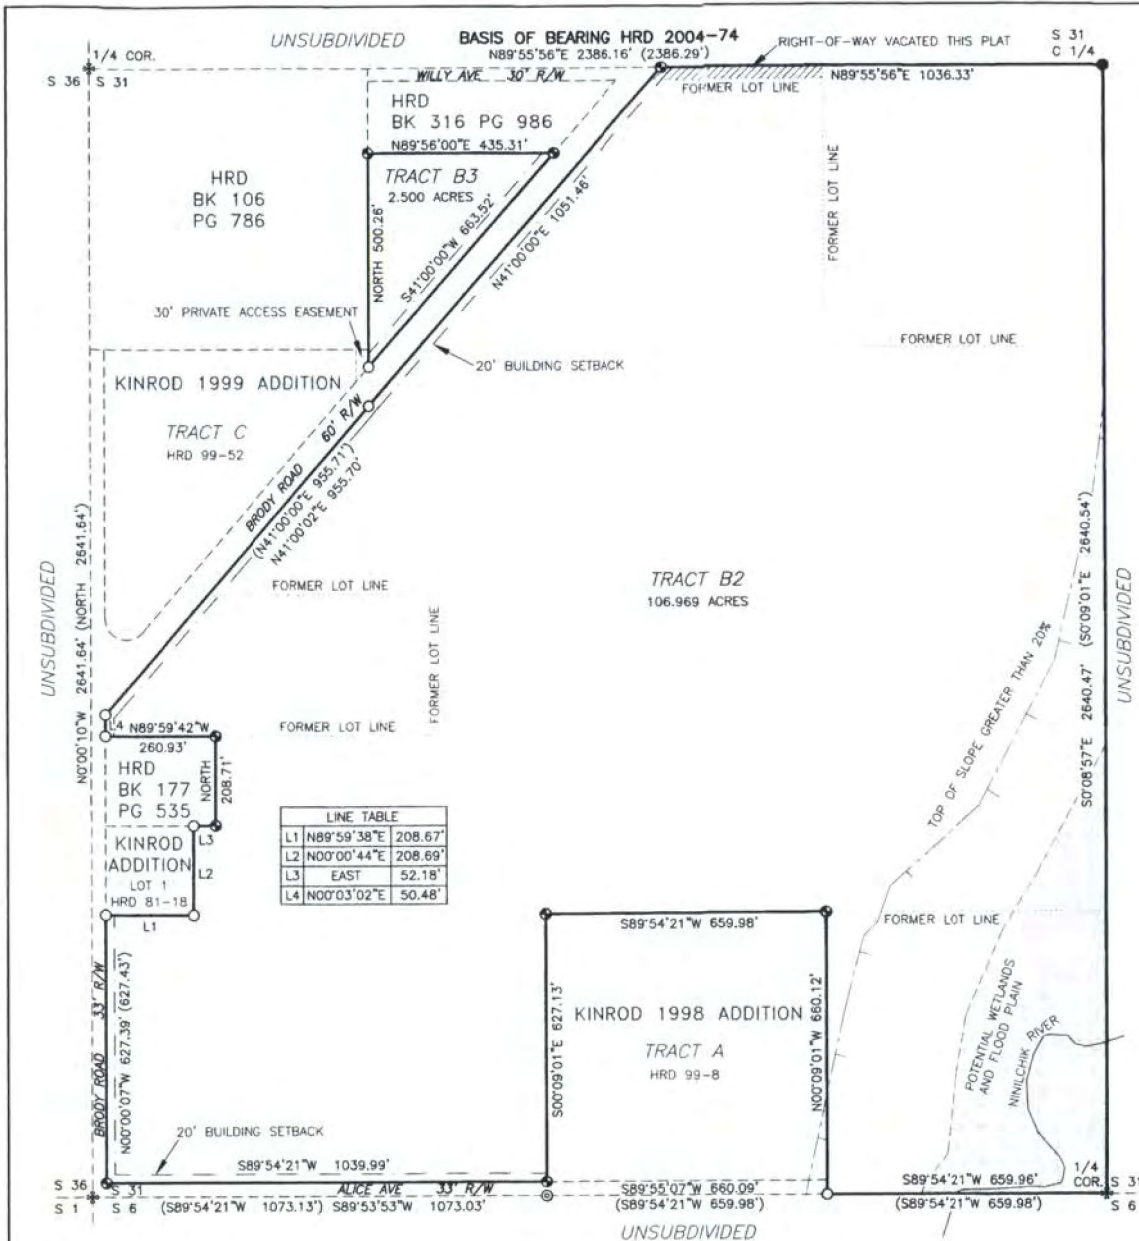 UNSUBDIVIDED
BASIS OF BEARING HRD 2004-74
N89°55'56"E 2386.16' (2386.29')
RIGHT-OF-WAY VACATED THIS PLAT
S 31
C 1/4
1/4 COR.
S 36
S 31
WILLY AVE 30' R/W
N89°55'56"E 1036.33'
FORMER LOT LINE
HRD
BK 316 PG 986
N89°56'00"E 435.31'
TRACT B3
2.500 ACRES
HRD
BK 106
PG 786
FORMER LOT LINE
NORTH 500.26'
S41°00'00"W 663.52'
N41°00'00"E 1051.46'
30' PRIVATE ACCESS EASEMENT
FORMER LOT LINE
20' BUILDING SETBACK
KINROD 1999 ADDITION
TRACT C
HRD 99-52
BRODY ROAD 60' R/W
(N41°00'00"E 955.71')
N41°00'02"E 955.70'
UNSUBDIVIDED
N0°00'10"W 2641.64' (NORTH 2641.64')
FORMER LOT LINE
FORMER LOT LINE
TRACT B2
106.969 ACRES
S0°08'57"E 2640.47' (S0°09'01"E 2640.54')
UNSUBDIVIDED
TOP OF SLOPE GREATER THAN 20%
L4
N89°59'42"W
260.93'
FORMER LOT LINE
HRD
BK 177
PG 535
NORTH
208.71'
L3
L2
KINROD
ADDITION
LOT 1
HRD 81-18
L1
LINE TABLE
L1 N89°59'38"E 208.67'
L2 N00°00'44"E 208.69'
L3 EAST 52.18'
L4 N00°03'02"E 50.48'
S89°54'21"W 659.98'
FORMER LOT LINE
BRODY ROAD 33' R/W
N00°00'07"W 627.39' (627.43')
S00°09'01"E 627.13'
KINROD 1998 ADDITION
TRACT A
HRD 99-8
N00°09'01"W 660.12'
POTENTIAL WETLANDS
AND FLOOD PLAIN
NINILCHIK RIVER
20' BUILDING SETBACK
S89°54'21"W 1039.99'
S 36
S 31
ALICE AVE 33' R/W
S 1
S 6
(S89°54'21"W 1073.13') S89°53'53"W 1073.03'
S89°55'07"W 660.09'
(S89°54'21"W 659.98')
S89°54'21"W 659.96'
(S89°54'21"W 659.98')
1/4
COR.
S 31
S 6
UNSUBDIVIDED